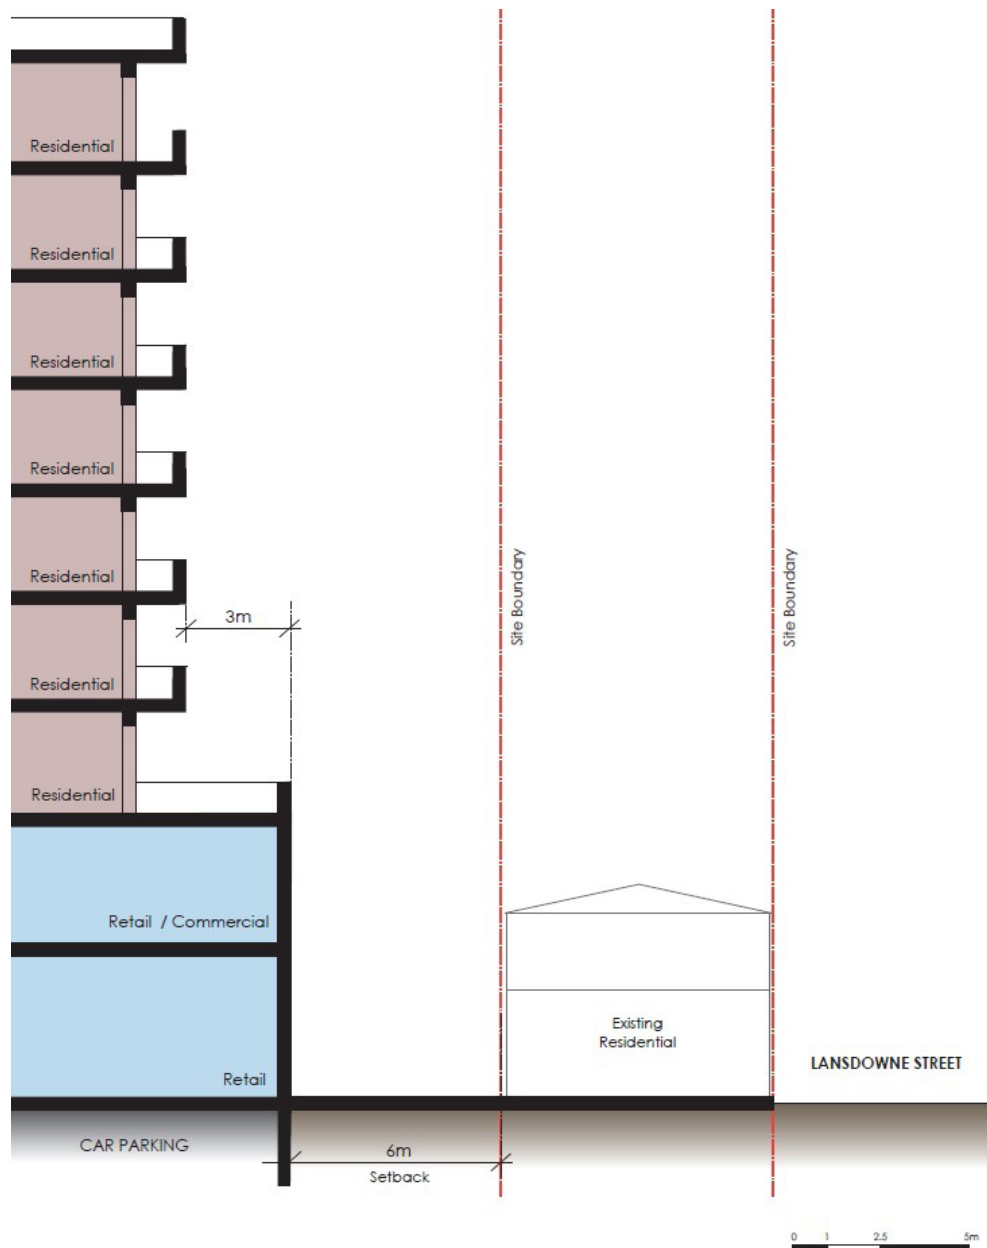 Residential
Residential
Residential
Residential
Residential
3m
Site Boundary
Site Boundary
Residential
Residential
Retail / Commercial
Existing
Residential
Retail
LANSDOWNE STREET
CAR PARKING
6m
Setback
0 1 2.5 5m